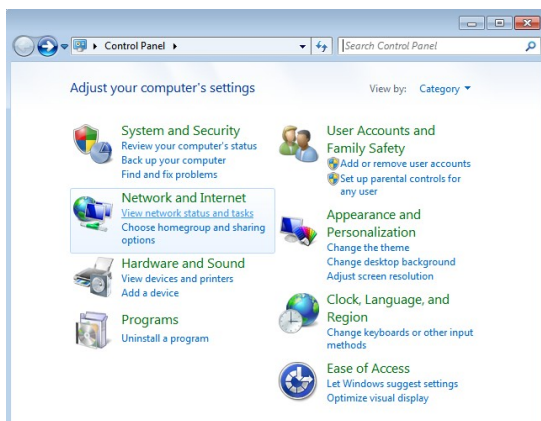 Control Panel
Search Control Panel
Adjust your computer's settings
View by: Category
System and Security
Review your computer's status
Back up your computer
Find and fix problems
Network and Internet
View network status and tasks
Choose homegroup and sharing
options
Hardware and Sound
View devices and printers
Add a device
Programs
Uninstall a program
User Accounts and
Family Safety
Add or remove user accounts
Set up parental controls for
any user
Appearance and
Personalization
Change the theme
Change desktop background
Adjust screen resolution
Clock, Language, and
Region
Change keyboards or other input
methods
Ease of Access
Let Windows suggest settings
Optimize visual display